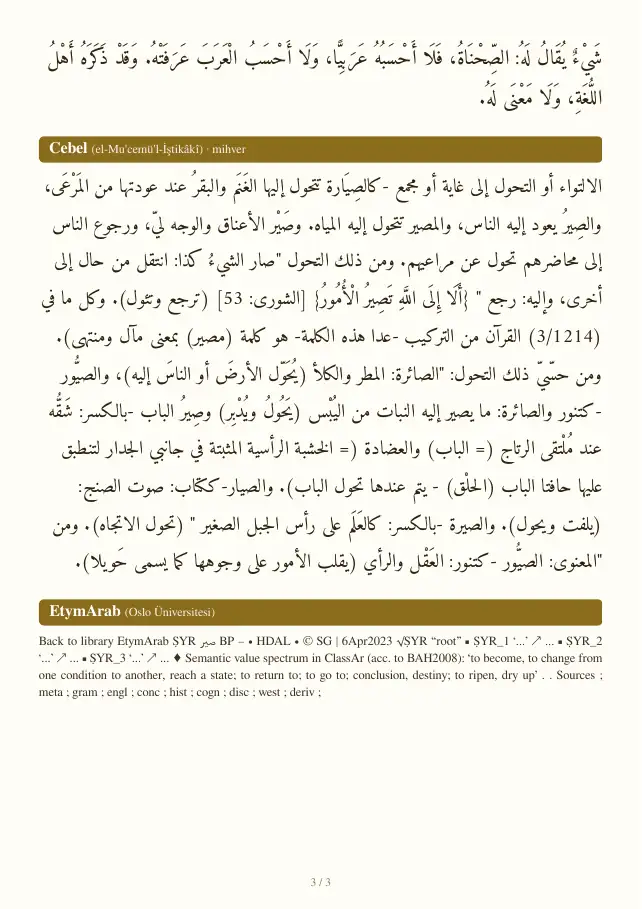 شَيْءٌ يُقَالُ لَهُ: الصِّحْنَاةُ، فَلَا أَحْسَبُهُ عَرَبِيًّا، وَلَا أَحْسَبُ الْعَرَبَ عَرَفَتْهُ. وَقَدْ ذَكَرَهُ أَهْلُ
اللُّغَةِ، وَلَا مَعْنَى لَهُ.
Cebel (el-Mu'cemü'l-İştikâkî) · mihver
الالتواء أو التحول إلى غاية أو مجمع -كالصِيَارة تتحول إليها الغَنَم والبقرُ عند عودتها من المَرْعَى،
والصِيرُ يعود إليه الناس، والمصير تتحول إليه المياه. وصَيْر الأعناق والوجه ليّ، ورجوع الناس
إلى محاضرهم تحول عن مراعيهم. ومن ذلك التحول "صار الشيءُ كذا: انتقل من حال إلى
أخرى، وإليه: رجع " {أَلَا إِلَى اللَّهِ تَصِيرُ الْأُمُورُ} [الشورى: 53] (ترجع وتئول). وكل ما في
(3/1214) القرآن من التركيب -عدا هذه الكلمة- هو كلمة (مصير) بمعنى مآل ومنتهى).
ومن حسّيّ ذلك التحول: "الصائرة: المطر والكلأ (يُحَوّل الأرضَ أو الناسَ إليه)، والصيُّور
-كتنور والصائرة: ما يصير إليه النبات من اليُبْس (يَحُولُ ويُدْبِر) وصِيرُ الباب -بالكسر: شَقُّه
عند مُلْتقى الرتاج (= الباب) والعضادة (= الخشبة الرأسية المثبتة في جانبي الجدار لتنطبق
عليها حافتا الباب (الحلْق) - يتم عندها تحول الباب). والصيار-ككتاب: صوت الصنج:
(يلفت ويحول). والصيرة -بالكسر: كالعَلَم على رأس الجبل الصغير " (تحول الاتجاه). ومن
"المعنوى: الصيُّور -كتنور: العَقْل والرأي (يقلب الأمور على وجوهها كما يسمى حَويلا).
EtymArab (Oslo Üniversitesi)
Back to library EtymArab ṢYR صير BP – • HDAL • © SG | 6Apr2023 √ṢYR “root” ▪ ṢYR_1 ‘...’ ↗ ... ▪ ṢYR_2
‘...’ ↗ ... ▪ ṢYR_3 ‘...’ ↗ ... ♦ Semantic value spectrum in ClassAr (acc. to BAH2008): ‘to become, to change from
one condition to another, reach a state; to return to; to go to; conclusion, destiny; to ripen, dry up’ . . Sources ;
meta ; gram ; engl ; conc ; hist ; cogn ; disc ; west ; deriv ;
3 / 3